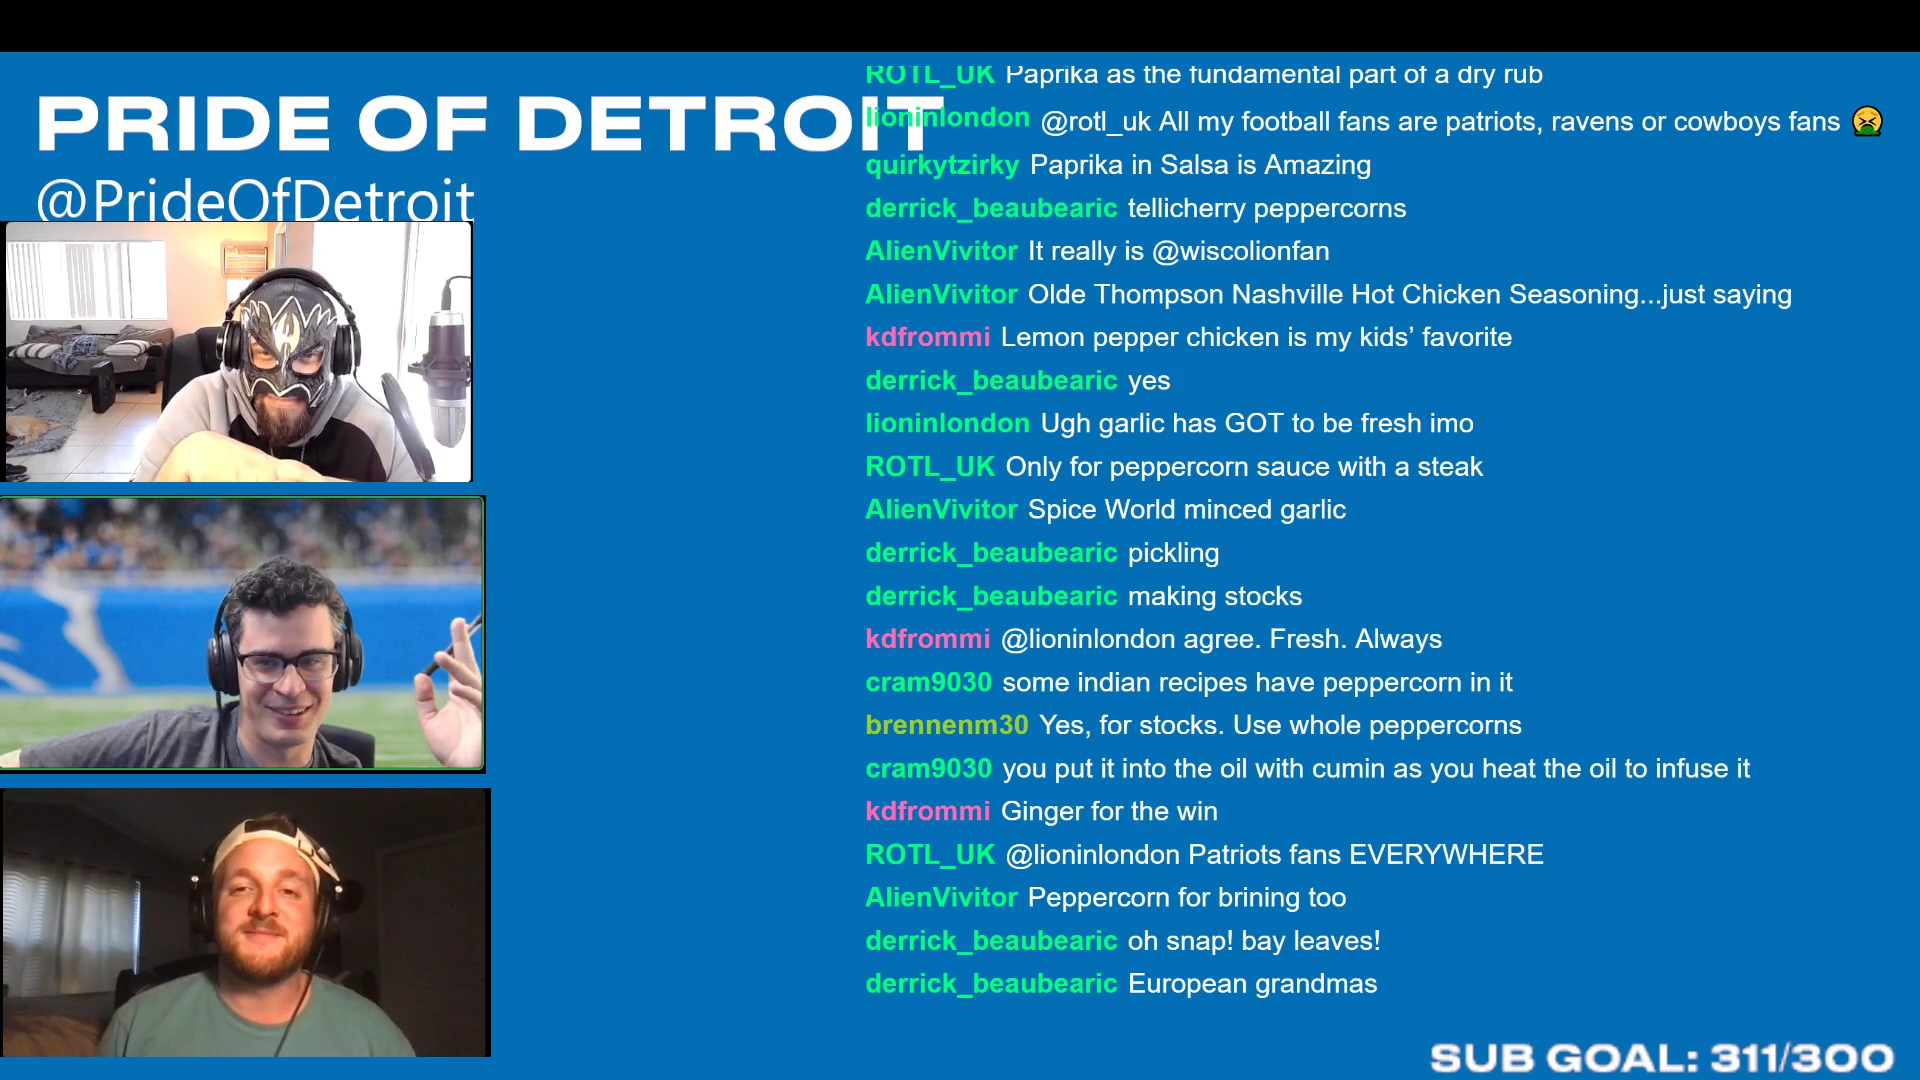 PRIDE OF DETROIT
@PrideOfDetroit
ROTL_UK Paprika as the fundamental part of a dry rub
lioninlondon @rotl_uk All my football fans are patriots, ravens or cowboys fans 🤮
quirkytzirky Paprika in Salsa is Amazing
derrick_beaubearic tellicherry peppercorns
AlienVivitor It really is @wiscolionfan
AlienVivitor Olde Thompson Nashville Hot Chicken Seasoning...just saying
kdfrommi Lemon pepper chicken is my kids’ favorite
derrick_beaubearic yes
lioninlondon Ugh garlic has GOT to be fresh imo
ROTL_UK Only for peppercorn sauce with a steak
AlienVivitor Spice World minced garlic
derrick_beaubearic pickling
derrick_beaubearic making stocks
kdfrommi @lioninlondon agree. Fresh. Always
cram9030 some indian recipes have peppercorn in it
brennenm30 Yes, for stocks. Use whole peppercorns
cram9030 you put it into the oil with cumin as you heat the oil to infuse it
kdfrommi Ginger for the win
ROTL_UK @lioninlondon Patriots fans EVERYWHERE
AlienVivitor Peppercorn for brining too
derrick_beaubearic oh snap! bay leaves!
derrick_beaubearic European grandmas
SUB GOAL: 311/300